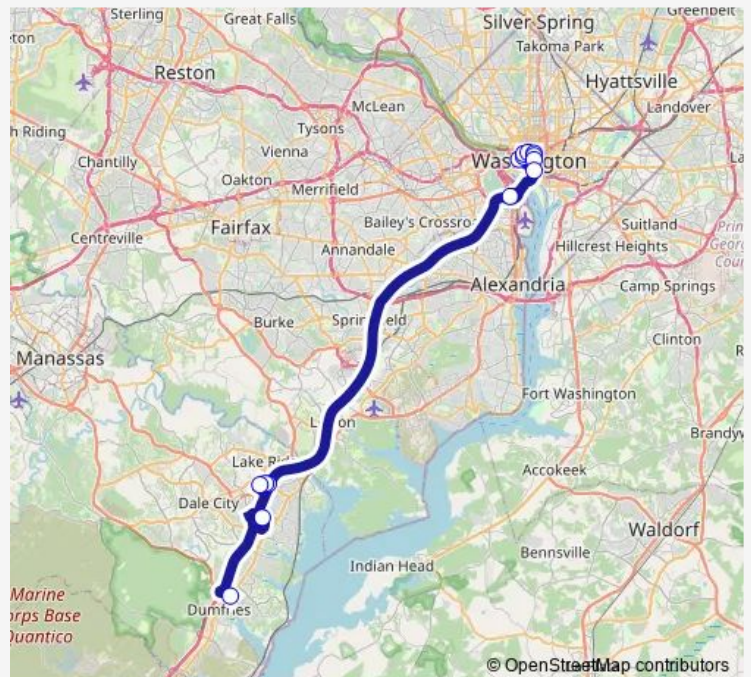 Sterling
Great Falls
Silver Spring
Greenbelt
Takoma Park
Reston
Hyattsville
McLean
Landover
Tysons
h Riding
Vienna
Chantilly
Oakton
Merrifield
Fairfax
Bailey's Crossro
Suitland
Centreville
Annandale
Hillcrest Heights
Alexandria
Camp Springs
Burke
Clinton
Manassas
Fort Washington
Lake Rid
Accokeek
Dale City
Waldorf
Bennsville
Indian Head
Marine
orps Base
Quantico
© OpenStreetMap contributors